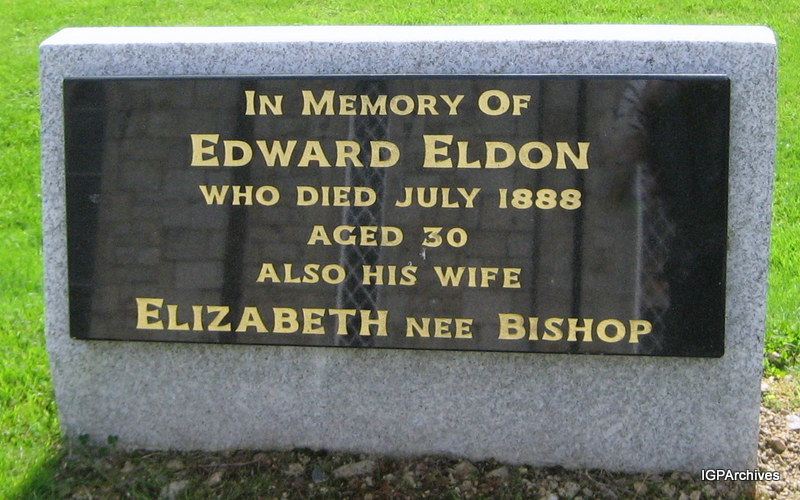 In Memory Of
Edward Eldon
who died July 1888
aged 30
also his wife
Elizabeth nee Bishop
IGPArchives